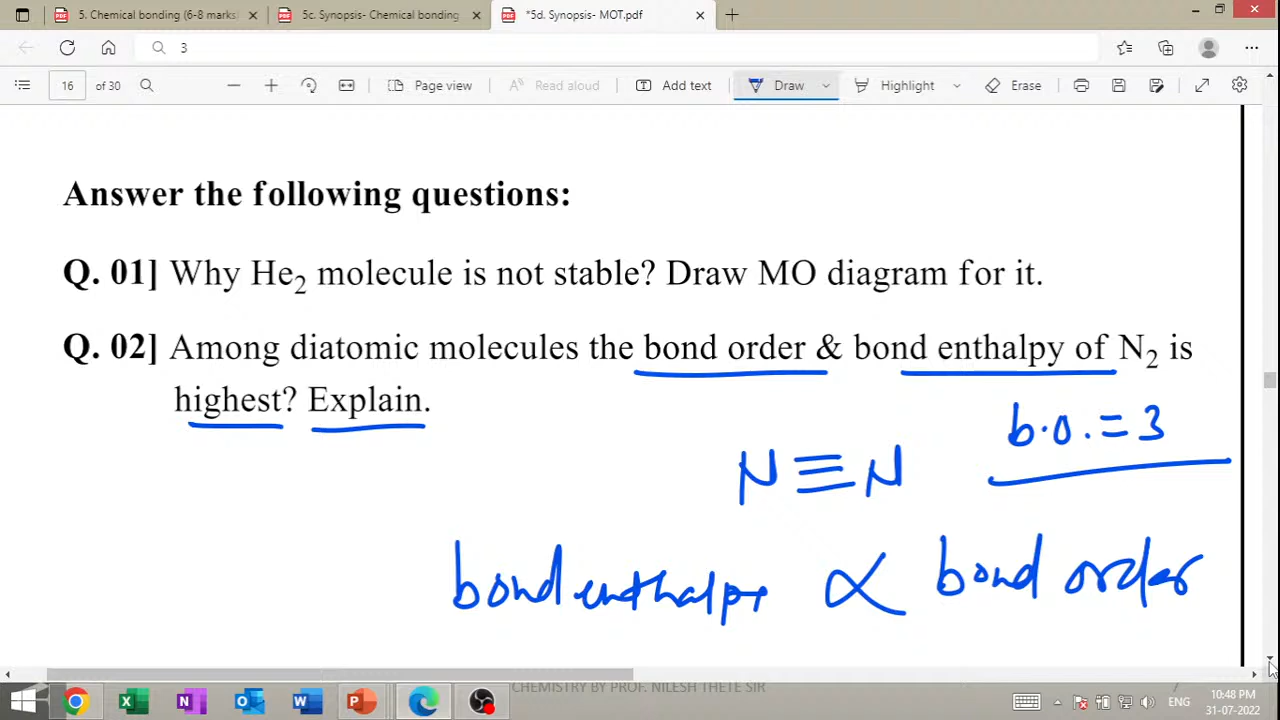 5. Chemical bonding (6-8 marks)
5c. Synopsis- Chemical bonding
*5d. Synopsis- MOT.pdf
3
16 of 30
Page view
Read aloud
Add text
Draw
Highlight
Erase
Answer the following questions:
Q. 01] Why He₂ molecule is not stable? Draw MO diagram for it.
Q. 02] Among diatomic molecules the bond order & bond enthalpy of N₂ is
highest? Explain.
b.o. = 3
N≡N
bond enthalpy ∝ bond order
CHEMISTRY BY PROF. NILESH THETE SIR
ENG
10:48 PM
31-07-2022